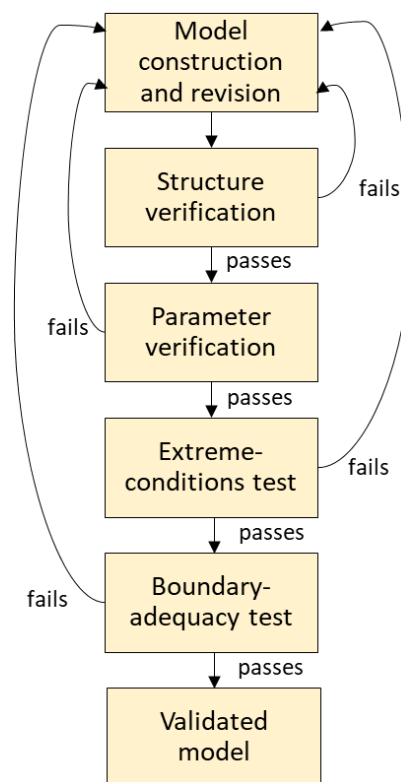 Model
construction
and revision
Structure
verification
fails
passes
Parameter
verification
fails
passes
Extreme-
conditions test
fails
passes
Boundary-
adequacy test
fails
passes
Validated
model